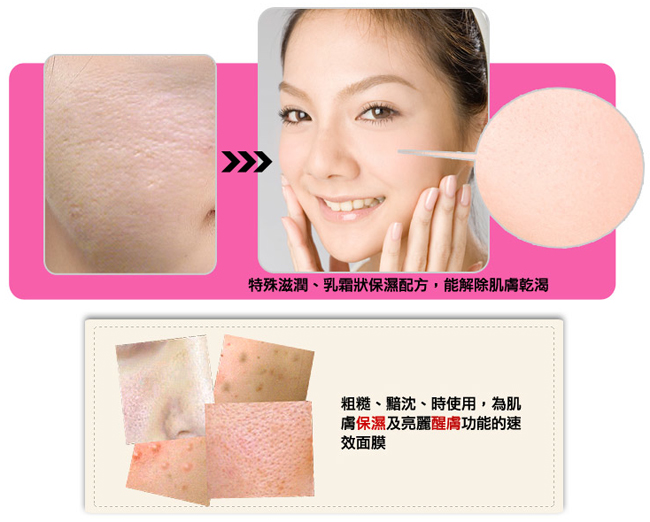 特殊滋潤、乳霜狀保濕配方，能解除肌膚乾渴
粗糙、黯沈、時使用，為肌
膚保濕及亮麗醒膚功能的速
效面膜